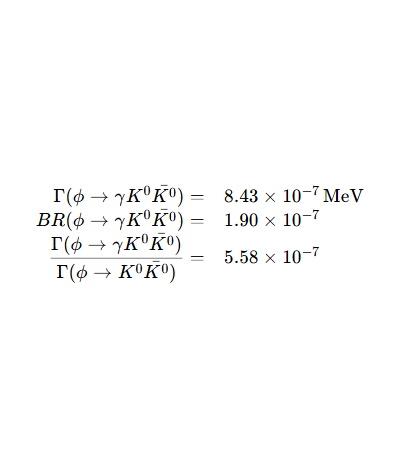 Γ(ϕ → γK⁰K̄⁰) = 8.43 × 10⁻⁷ MeV
BR(ϕ → γK⁰K̄⁰) = 1.90 × 10⁻⁷
Γ(ϕ → γK⁰K̄⁰) / Γ(ϕ → K⁰K̄⁰) = 5.58 × 10⁻⁷